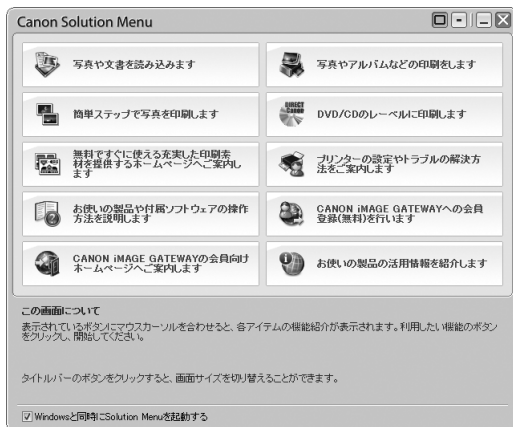 Canon Solution Menu
写真や文書を読み込みます
写真やアルバムなどの印刷をします
簡単ステップで写真を印刷します
DIRECT
Canon
DVD/CDのレーベルに印刷します
無料ですぐに使える充実した印刷素
材を提供するホームページへご案内し
ます
プリンターの設定やトラブルの解決方
法をご案内します
お使いの製品や付属ソフトウェアの操作
方法を説明します
CANON iMAGE GATEWAYへの会員
登録(無料)を行います
CANON iMAGE GATEWAYの会員向け
ホームページへご案内します
お使いの製品の活用情報を紹介します
この画面について
表示されているボタンにマウスカーソルを合わせると、各アイテムの機能紹介が表示されます。利用したい機能のボタン
をクリックし、開始してください。
タイトルバーのボタンをクリックすると、画面サイズを切り替えることができます。
Windowsと同時にSolution Menuを起動する